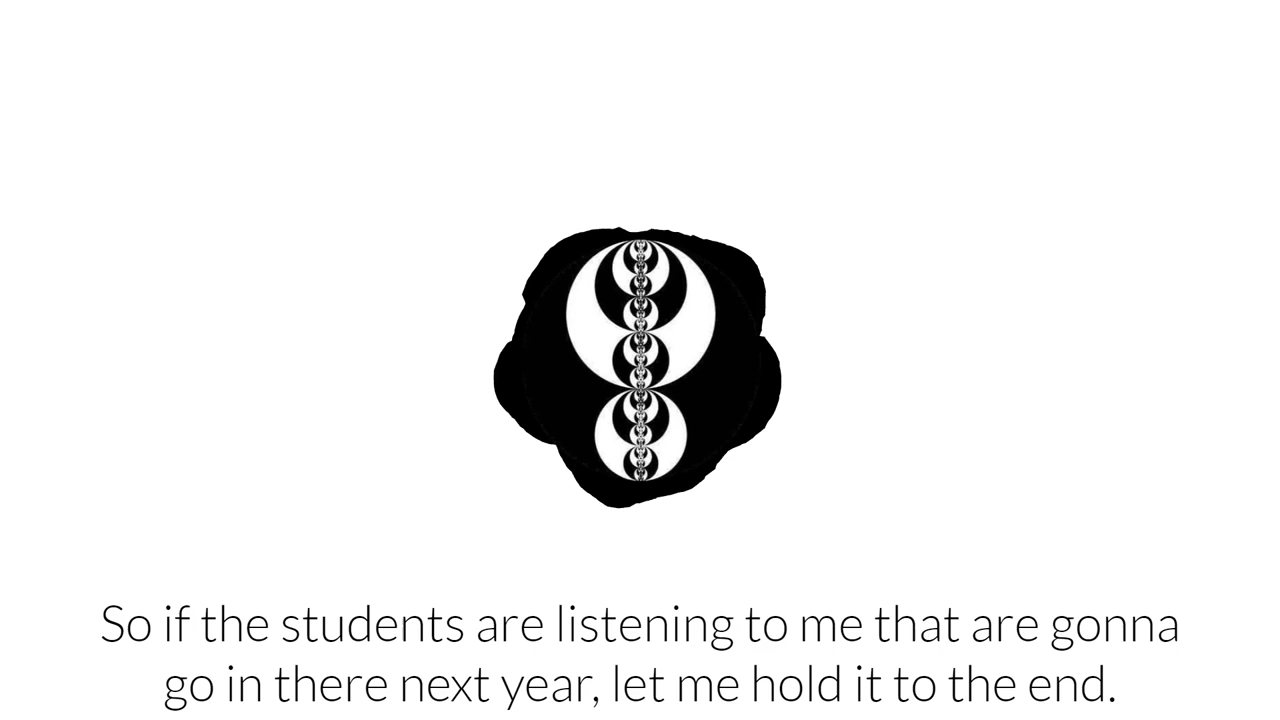 So if the students are listening to me that are gonna
go in there next year, let me hold it to the end.